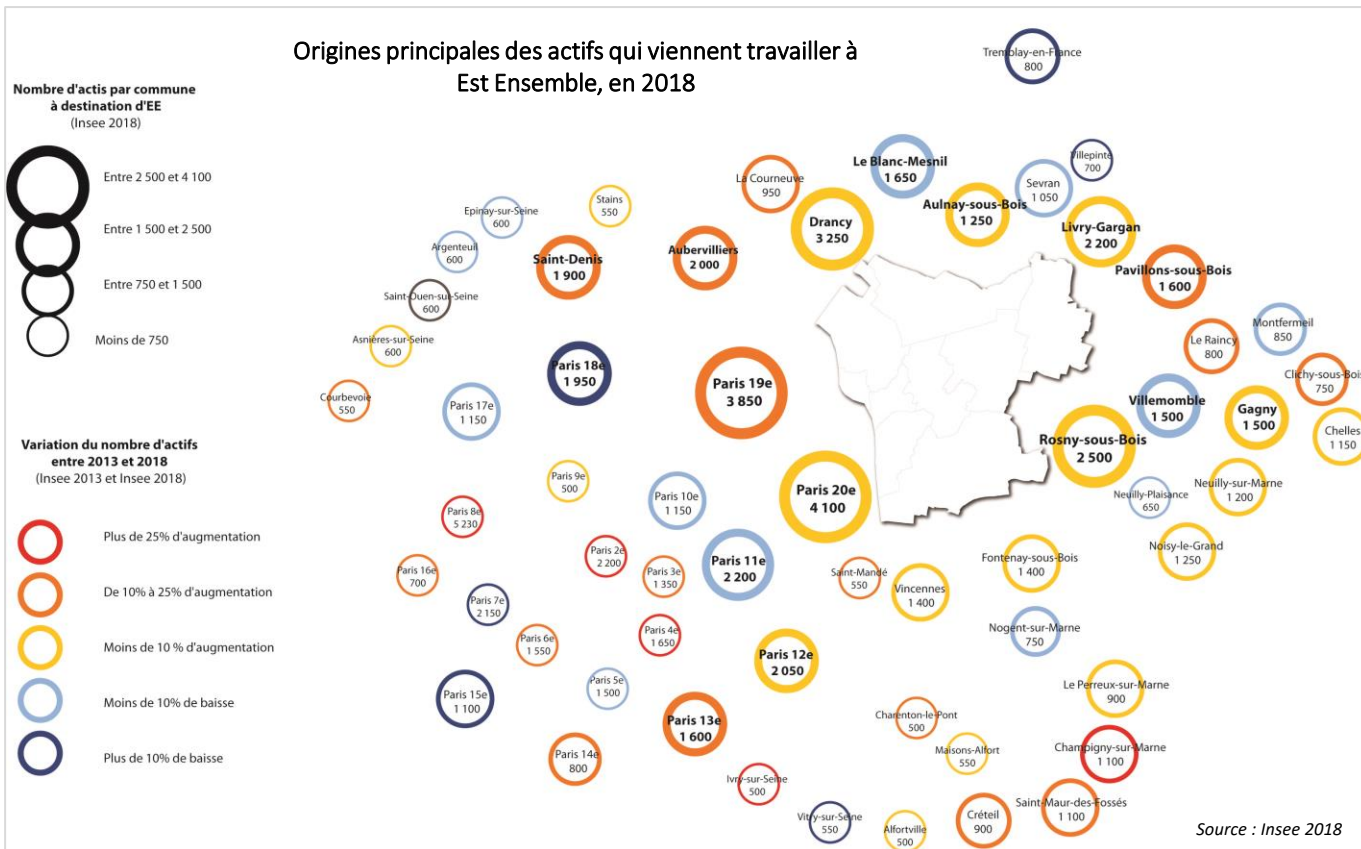 Origines principales des actifs qui viennent travailler à
Est Ensemble, en 2018
Nombre d'actis par commune
à destination d'EE
(Insee 2018)
Entre 2 500 et 4 100
Entre 1 500 et 2 500
Entre 750 et 1 500
Moins de 750
Variation du nombre d'actifs
entre 2013 et 2018
(Insee 2013 et Insee 2018)
Plus de 25% d'augmentation
De 10% à 25% d'augmentation
Moins de 10 % d'augmentation
Moins de 10% de baisse
Plus de 10% de baisse
Tremblay-en-France
800
Villepinte
700
Le Blanc-Mesnil
1 650
La Courneuve
950
Sevran
1 050
Stains
550
Epinay-sur-Seine
600
Aulnay-sous-Bois
1 250
Drancy
3 250
Livry-Gargan
2 200
Argenteuil
600
Saint-Denis
1 900
Aubervilliers
2 000
Pavillons-sous-Bois
1 600
Saint-Ouen-sur-Seine
600
Montfermeil
850
Asnières-sur-Seine
600
Le Raincy
800
Paris 18e
1 950
Clichy-sous-Bois
750
Paris 19e
3 850
Courbevoie
550
Paris 17e
1 150
Villemomble
1 500
Gagny
1 500
Chelles
1 150
Rosny-sous-Bois
2 500
Paris 9e
500
Neuilly-sur-Marne
1 200
Paris 20e
4 100
Paris 10e
1 150
Neuilly-Plaisance
650
Paris 8e
5 230
Noisy-le-Grand
1 250
Paris 2e
2 200
Paris 11e
2 200
Fontenay-sous-Bois
1 400
Paris 16e
700
Paris 3e
1 350
Saint-Mandé
550
Vincennes
1 400
Paris 7e
2 150
Nogent-sur-Marne
750
Paris 4e
1 650
Paris 6e
1 550
Paris 12e
2 050
Paris 5e
1 500
Le Perreux-sur-Marne
900
Paris 15e
1 100
Paris 13e
1 600
Charenton-le-Pont
500
Maisons-Alfort
550
Champigny-sur-Marne
1 100
Paris 14e
800
Ivry-sur-Seine
500
Saint-Maur-des-Fossés
1 100
Créteil
900
Vitry-sur-Seine
550
Alfortville
500
Source : Insee 2018